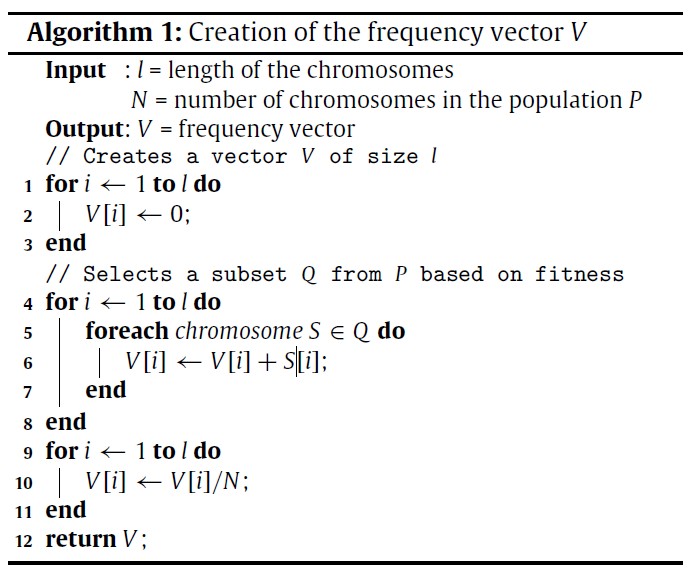 Algorithm 1: Creation of the frequency vector V
Input : l = length of the chromosomes
N = number of chromosomes in the population P
Output: V = frequency vector
// Creates a vector V of size l
1 for i ← 1 to l do
2 V[i] ← 0;
3 end
// Selects a subset Q from P based on fitness
4 for i ← 1 to l do
5 foreach chromosome S ∈ Q do
6 V[i] ← V[i] + S[i];
7 end
8 end
9 for i ← 1 to l do
10 V[i] ← V[i]/N;
11 end
12 return V;